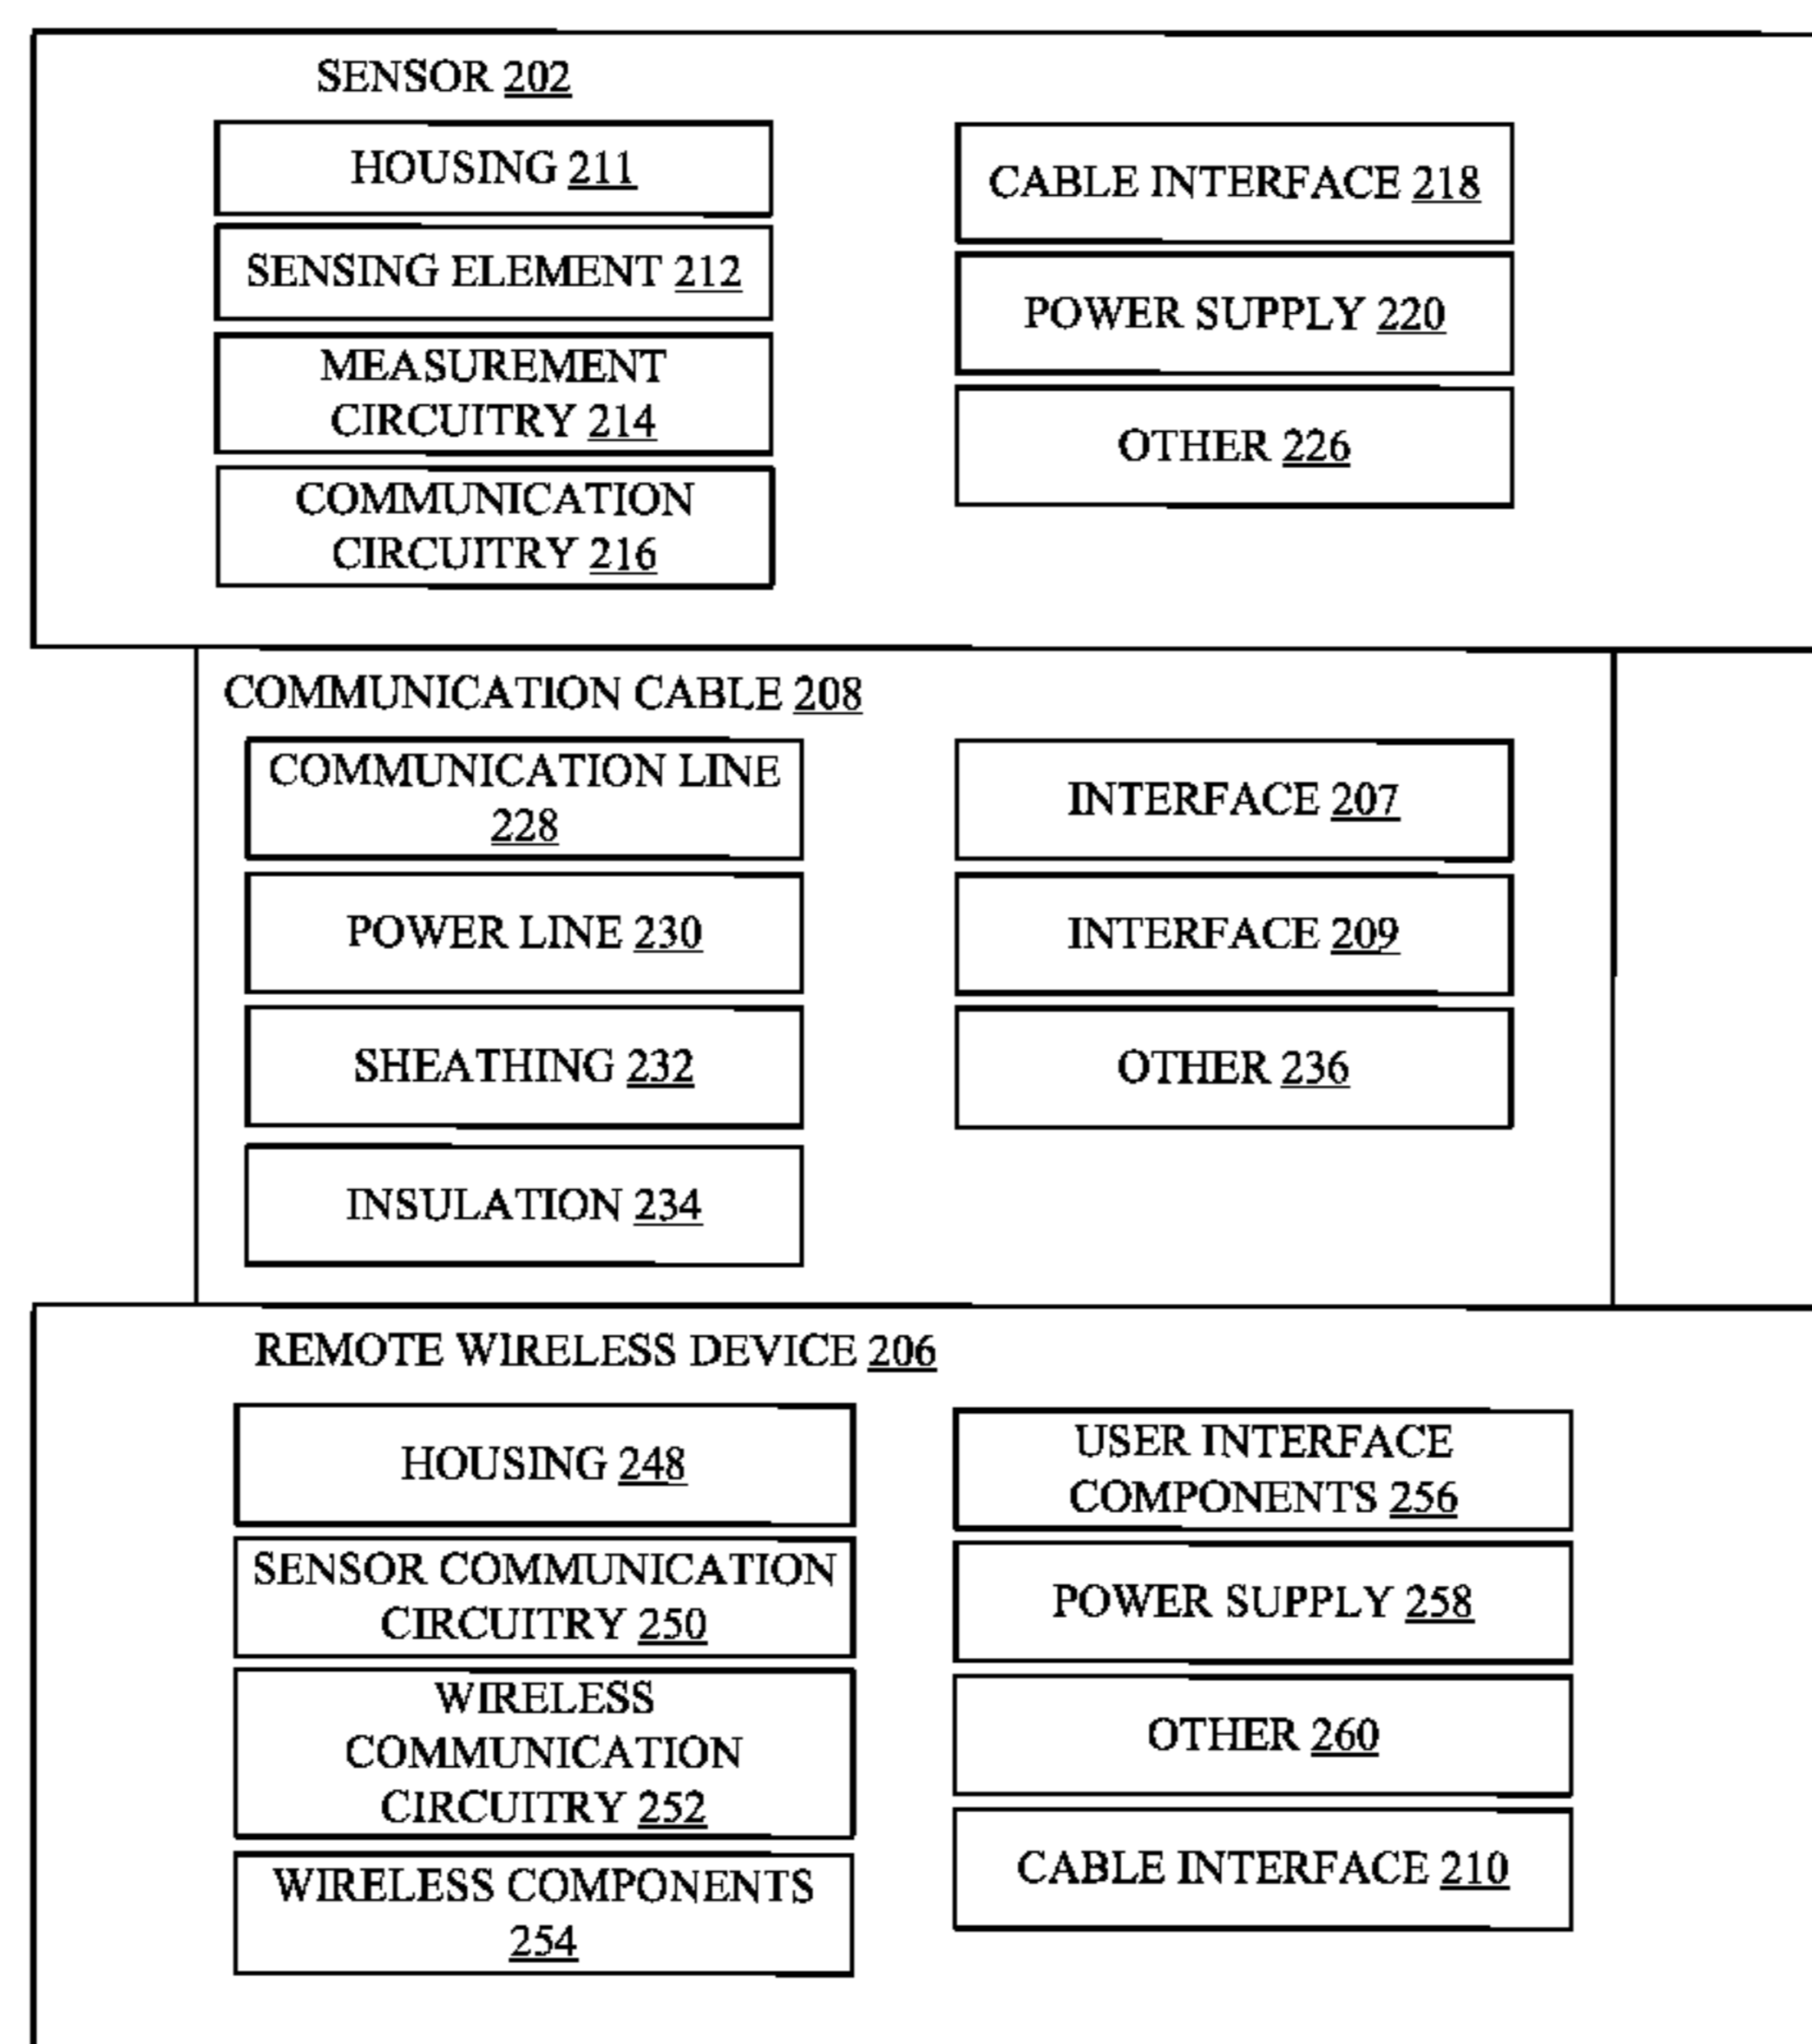 SENSOR 202
HOUSING 211
SENSING ELEMENT 212
MEASUREMENT
CIRCUITRY 214
COMMUNICATION
CIRCUITRY 216
CABLE INTERFACE 218
POWER SUPPLY 220
OTHER 226
COMMUNICATION CABLE 208
COMMUNICATION LINE
228
POWER LINE 230
SHEATHING 232
INSULATION 234
INTERFACE 207
INTERFACE 209
OTHER 236
REMOTE WIRELESS DEVICE 206
HOUSING 248
SENSOR COMMUNICATION
CIRCUITRY 250
WIRELESS
COMMUNICATION
CIRCUITRY 252
WIRELESS COMPONENTS
254
USER INTERFACE
COMPONENTS 256
POWER SUPPLY 258
OTHER 260
CABLE INTERFACE 210